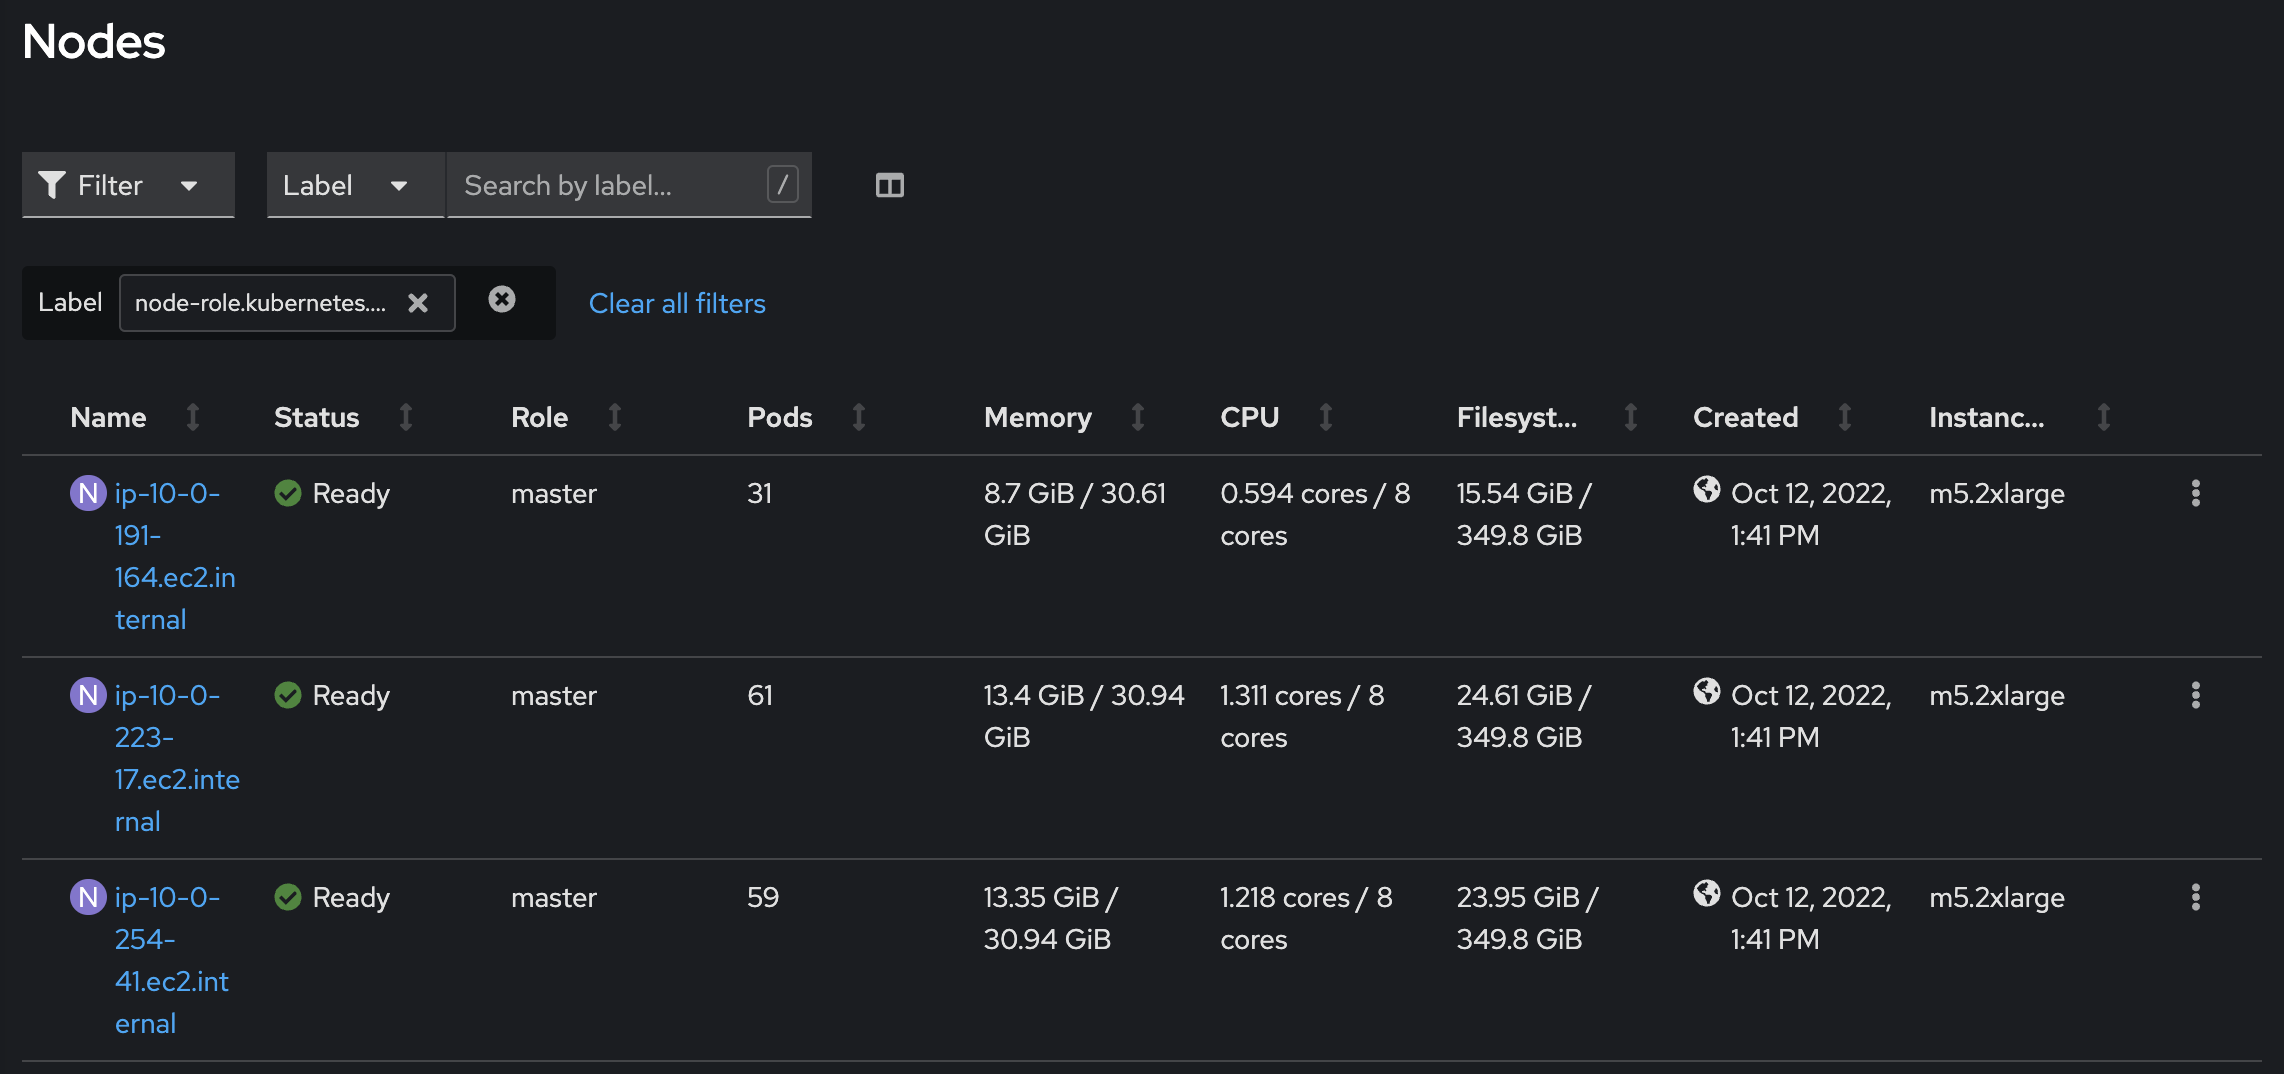 Nodes
Filter
Label
Search by label...
/
Label
node-role.kubernetes....
Clear all filters
Name Status Role Pods Memory CPU Filesyst... Created Instanc...
N ip-10-0- Ready master 31 8.7 GiB / 30.61 0.594 cores / 8 15.54 GiB / Oct 12, 2022, m5.2xlarge
191- GiB cores 349.8 GiB 1:41 PM
164.ec2.in
ternal
N ip-10-0- Ready master 61 13.4 GiB / 30.94 1.311 cores / 8 24.61 GiB / Oct 12, 2022, m5.2xlarge
223- GiB cores 349.8 GiB 1:41 PM
17.ec2.inte
rnal
N ip-10-0- Ready master 59 13.35 GiB / 1.218 cores / 8 23.95 GiB / Oct 12, 2022, m5.2xlarge
254- 30.94 GiB cores 349.8 GiB 1:41 PM
41.ec2.int
ernal